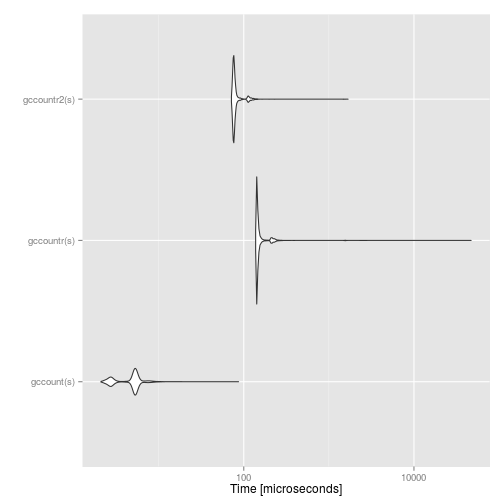 gccountr2(s)
gccountr(s)
gccount(s)
100
10000
Time [microseconds]